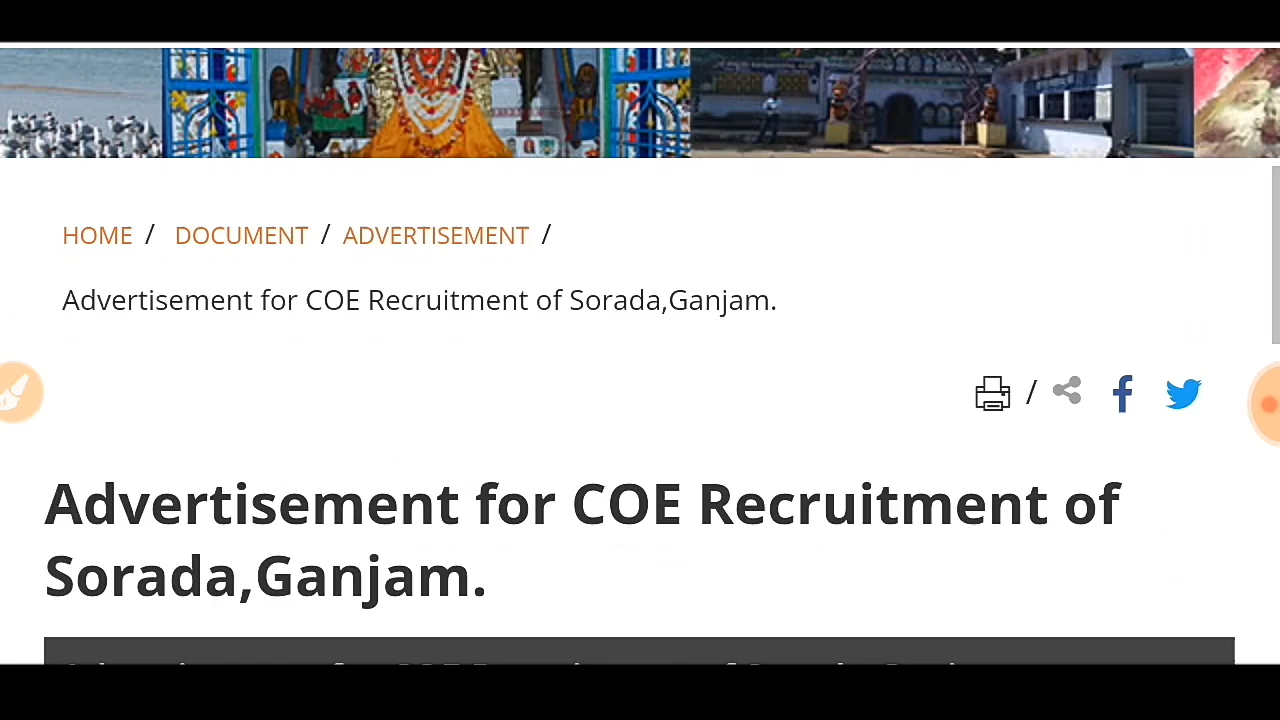 HOME / DOCUMENT / ADVERTISEMENT /
Advertisement for COE Recruitment of Sorada,Ganjam.
/
Advertisement for COE Recruitment of
Sorada,Ganjam.